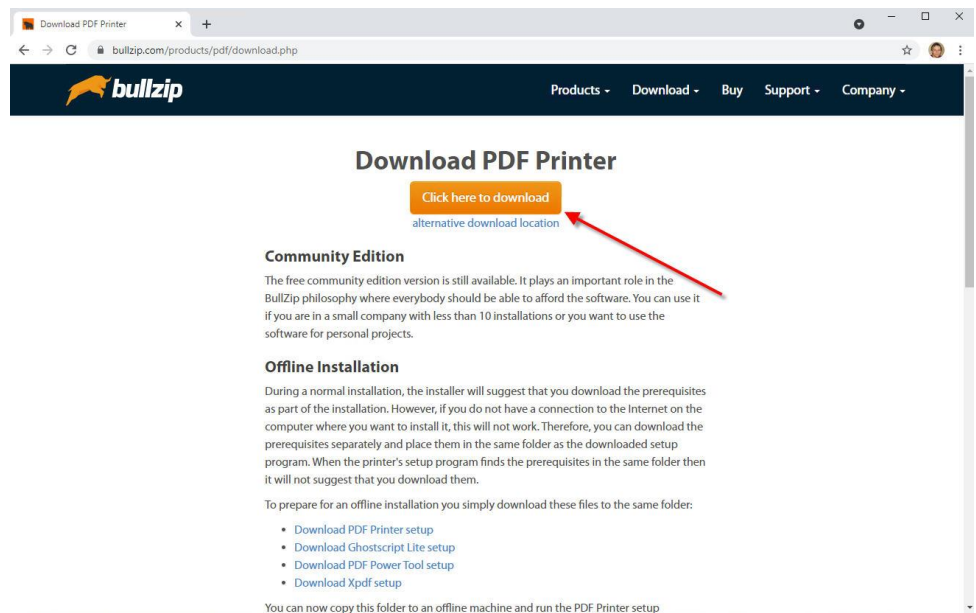 Download PDF Printer
bullzip.com/products/pdf/download.php
bullzip
Products Download Buy Support Company
Download PDF Printer
Click here to download
alternative download location
Community Edition
The free community edition version is still available. It plays an important role in the
BullZip philosophy where everybody should be able to afford the software. You can use it
if you are in a small company with less than 10 installations or you want to use the
software for personal projects.
Offline Installation
During a normal installation, the installer will suggest that you download the prerequisites
as part of the installation. However, if you do not have a connection to the Internet on the
computer where you want to install it, this will not work. Therefore, you can download the
prerequisites separately and place them in the same folder as the downloaded setup
program. When the printer's setup program finds the prerequisites in the same folder then
it will not suggest that you download them.
To prepare for an offline installation you simply download these files to the same folder:
• Download PDF Printer setup
• Download Ghostscript Lite setup
• Download PDF Power Tool setup
• Download Xpdf setup
You can now copy this folder to an offline machine and run the PDF Printer setup